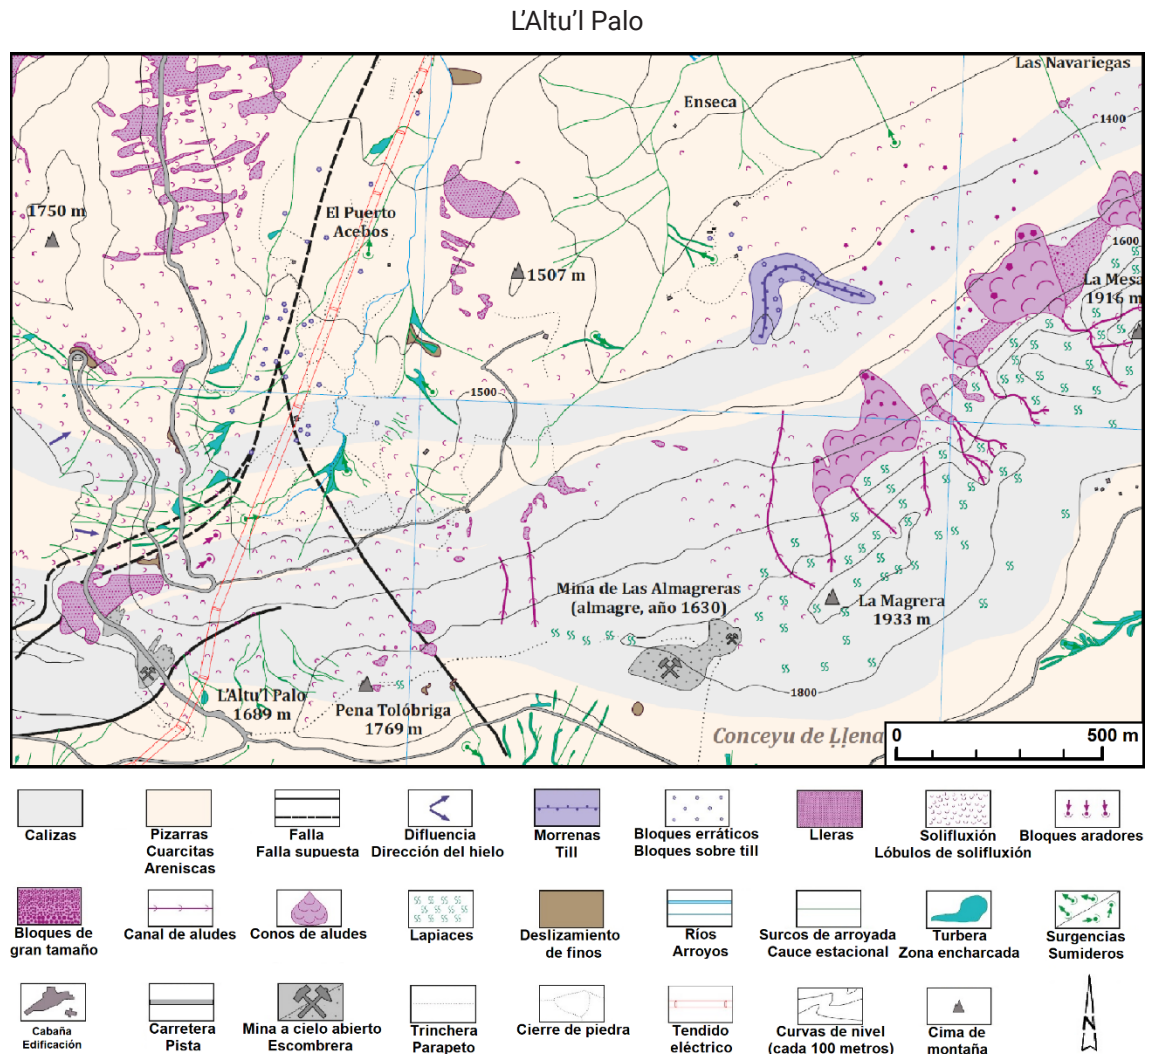 L'Altu'l Palo
Las Navariegas
Enseca
1400
1750 m
El Puerto
Acebos
1600
1507 m
La Mesa
1916 m
1500
Mina de Las Almagreras
(almagre, año 1630)
La Magrera
1933 m
L'Altu'l Palo
1689 m
Pena Tolóbriga
1769 m
1800
Conceyu de Ḷḷena
0 500 m
Calizas
Pizarras
Cuarcitas
Areniscas
Falla
Falla supuesta
Difluencia
Dirección del hielo
Morrenas
Till
Bloques erráticos
Bloques sobre till
Lleras
Solifluxión
Lóbulos de solifluxión
Bloques aradores
Bloques de
gran tamaño
Canal de aludes
Conos de aludes
Lapiaces
Deslizamiento
de finos
Ríos
Arroyos
Surcos de arroyada
Cauce estacional
Turbera
Zona encharcada
Surgencias
Sumideros
Cabaña
Edificación
Carretera
Pista
Mina a cielo abierto
Escombrera
Trinchera
Parapeto
Cierre de piedra
Tendido
eléctrico
Curvas de nivel
(cada 100 metros)
Cima de
montaña
N